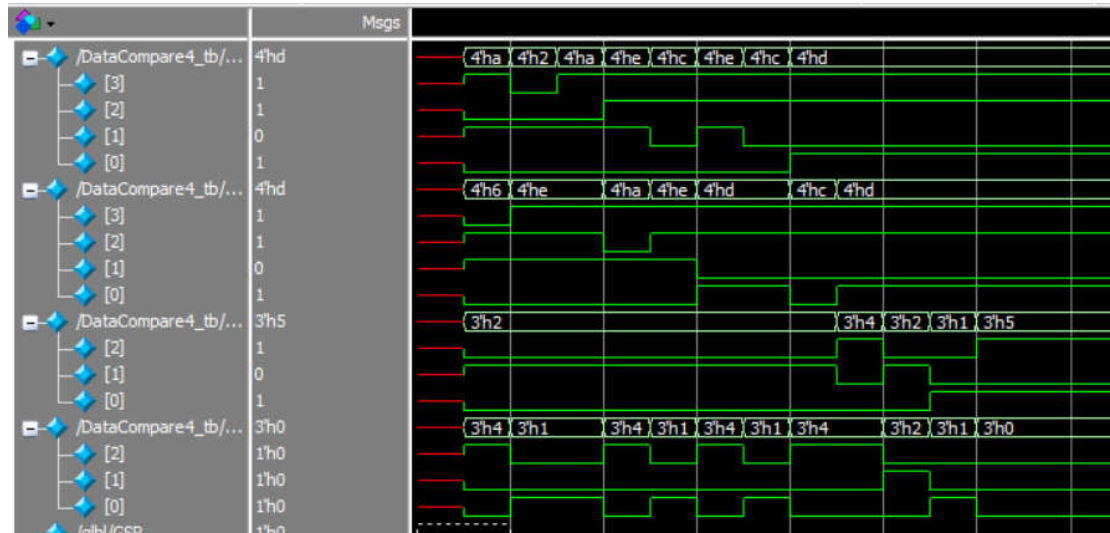 Msgs
/DataCompare4_tb/... 4'hd 4'ha 4'h2 4'ha 4'he 4'hc 4'he 4'hc 4'hd
[3] 1
[2] 1
[1] 0
[0] 1
/DataCompare4_tb/... 4'hd 4'h6 4'he 4'ha 4'he 4'hd 4'hc 4'hd
[3] 1
[2] 1
[1] 0
[0] 1
/DataCompare4_tb/... 3'h5 3'h2 3'h4 3'h2 3'h1 3'h5
[2] 1
[1] 0
[0] 1
/DataCompare4_tb/... 3'h0 3'h4 3'h1 3'h4 3'h1 3'h4 3'h1 3'h4 3'h2 3'h1 3'h0
[2] 1'h0
[1] 1'h0
[0] 1'h0
/glbl/GSR 1'h0